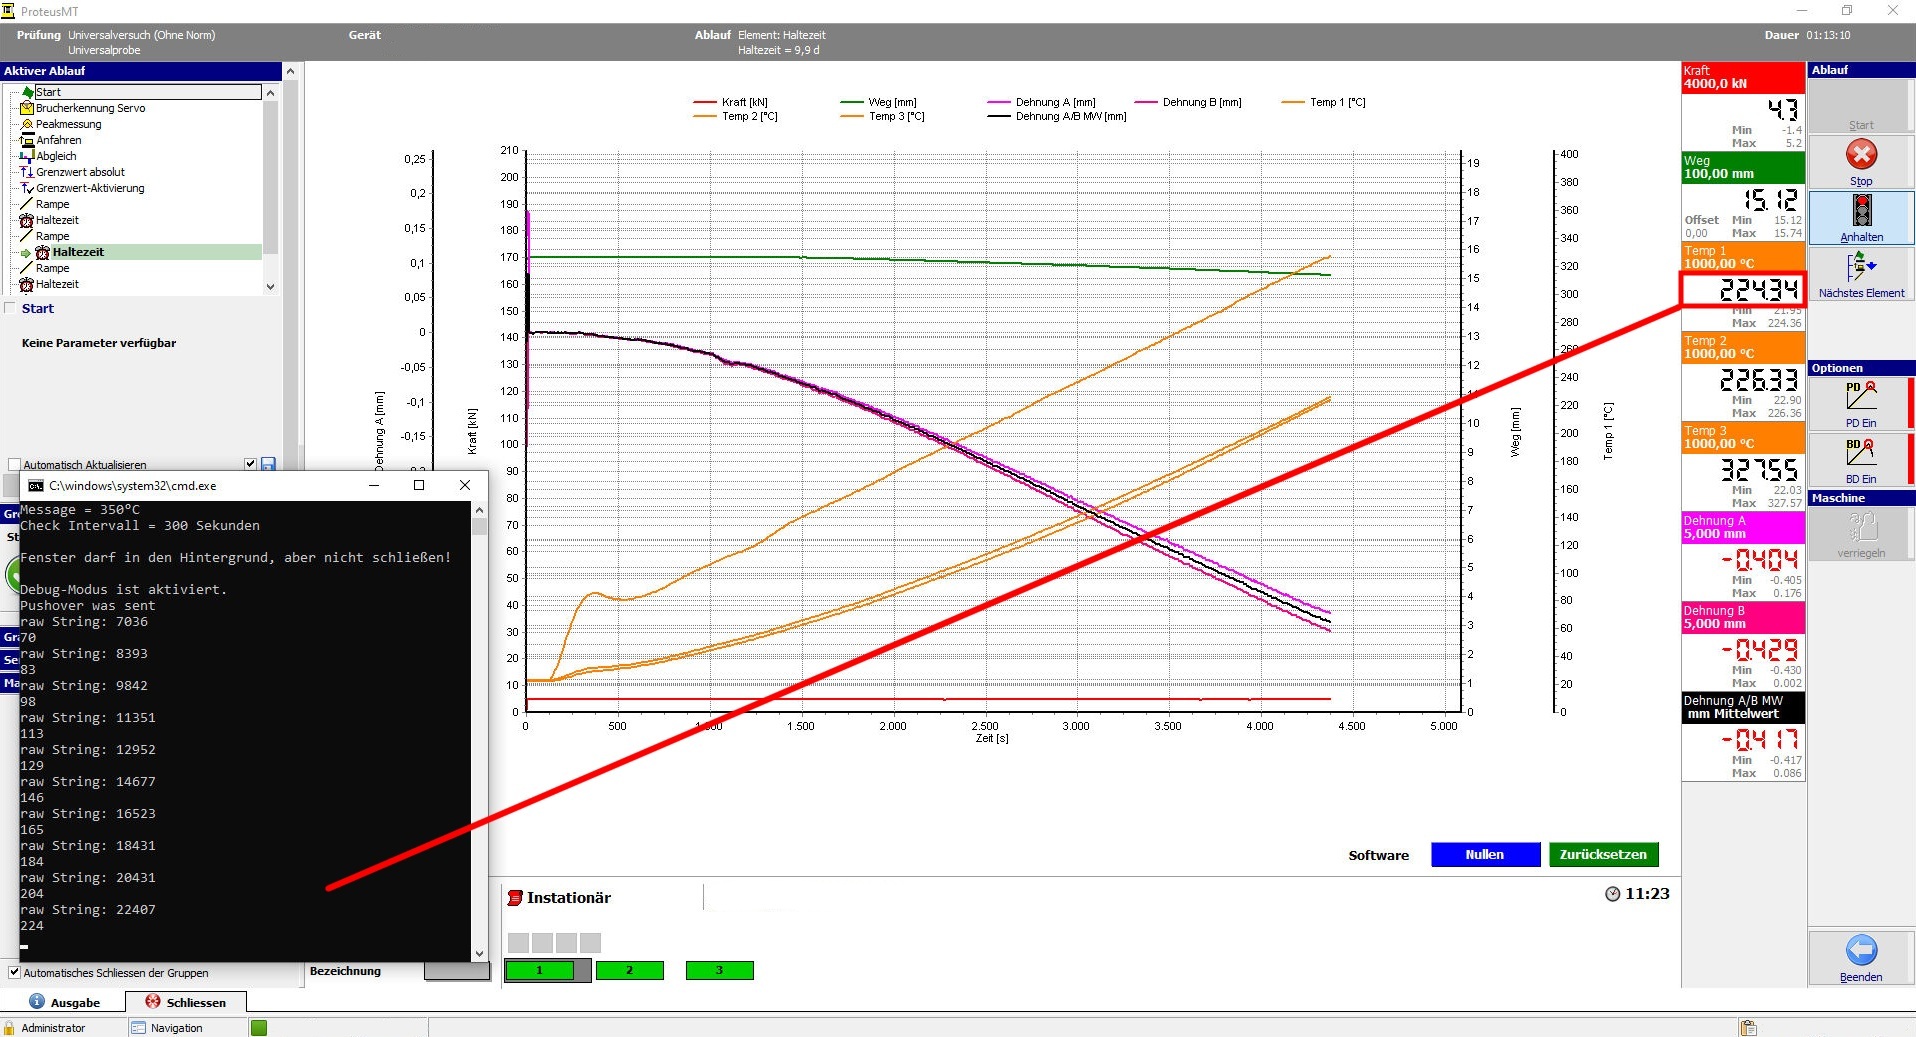 ProteusMT
Prüfung Universalversuch (Ohne Norm)
Universalprobe
Gerät
Ablauf Element: Haltezeit
Haltezeit = 9,9 d
Dauer 01:13:10
Aktiver Ablauf
Start
Brucherkennung Servo
Peakmessung
Anfahren
Abgleich
Grenzwert absolut
Grenzwert-Aktivierung
Rampe
Haltezeit
Rampe
Haltezeit
Rampe
Haltezeit
Start
Keine Parameter verfügbar
Automatisch Aktualisieren
C:\windows\system32\cmd.exe
Message = 350°C
Check Intervall = 300 Sekunden
Fenster darf in den Hintergrund, aber nicht schließen!
Debug-Modus ist aktiviert.
Pushover was sent
raw String: 7036
70
raw String: 8393
83
raw String: 9842
98
raw String: 11351
113
raw String: 12952
129
raw String: 14677
146
raw String: 16523
165
raw String: 18431
184
raw String: 20431
204
raw String: 22407
224
Automatisches Schliessen der Gruppen
Ausgabe
Schliessen
Administrator
Navigation
Kraft [kN] Weg [mm] Dehnung A [mm] Dehnung B [mm] Temp 1 [°C]
Temp 2 [°C] Temp 3 [°C] Dehnung A/B MW [mm]
0,25
0,2
0,15
0,1
0,05
0
-0,05
-0,1
-0,15
Dehnung A [mm]
210
200
190
180
170
160
150
140
130
120
110
100
90
80
70
60
50
40
30
20
10
0
Kraft [kN]
19
18
17
16
15
14
13
12
11
10
9
8
7
6
5
4
3
2
1
0
Weg [mm]
400
380
360
340
320
300
280
260
240
220
200
180
160
140
120
100
80
60
40
20
0
Temp 1 [°C]
0 500 1.000 1.500 2.000 2.500 3.000 3.500 4.000 4.500 5.000
Zeit [s]
Software Nullen Zurücksetzen
Instationär
11:23
Bezeichnung
1 2 3
Kraft
4000,0 kN
4.3
Min -1.4
Max 5.2
Weg
100,00 mm
15.12
Offset Min 15.12
0,00 Max 15.74
Temp 1
1000,00 °C
224.34
Min 21.95
Max 224.36
Temp 2
1000,00 °C
226.33
Min 22.90
Max 226.36
Temp 3
1000,00 °C
327.55
Min 22.03
Max 327.57
Dehnung A
5,000 mm
-0.404
Min -0.405
Max 0.176
Dehnung B
5,000 mm
-0.429
Min -0.430
Max 0.002
Dehnung A/B MW
mm Mittelwert
-0.417
Min -0.417
Max 0.086
Ablauf
Start
Stop
Anhalten
Nächstes Element
Optionen
PD
PD Ein
BD
BD Ein
Maschine
verriegeln
Beenden